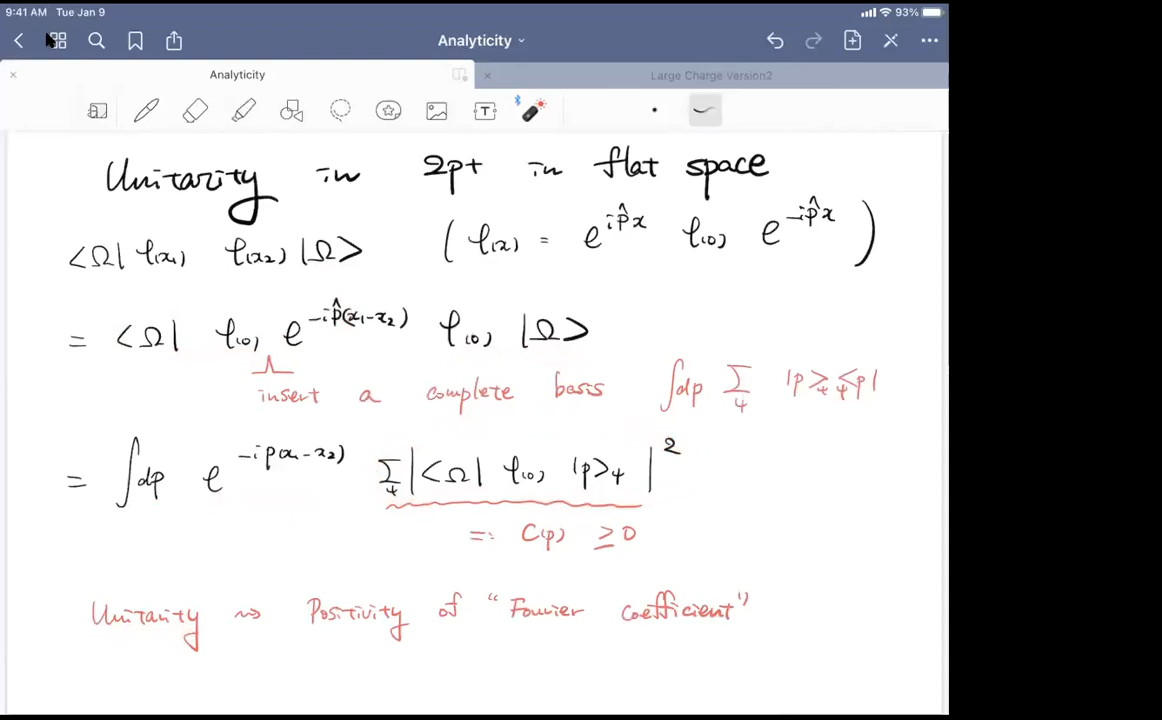 9:41 AM Tue Jan 9 93%
Analyticity
Analyticity Large Charge Version2
Unitarity in 2pt in flat space
<Ω| φ(x₁) φ(x₂) |Ω> ( φ(x) = e^{ip̂x} φ(0) e^{-ip̂x} )
= <Ω| φ(0) e^{-ip̂(x₁-x₂)} φ(0) |Ω>
insert a complete basis ∫dp Σ_ψ |p>_ψ _ψ<p|
= ∫dp e^{-ip(x₁-x₂)} Σ_ψ |<Ω| φ(0) |p>_ψ|²
=: C(p) ≥ 0
Unitarity ⇝ Positivity of "Fourier coefficient"